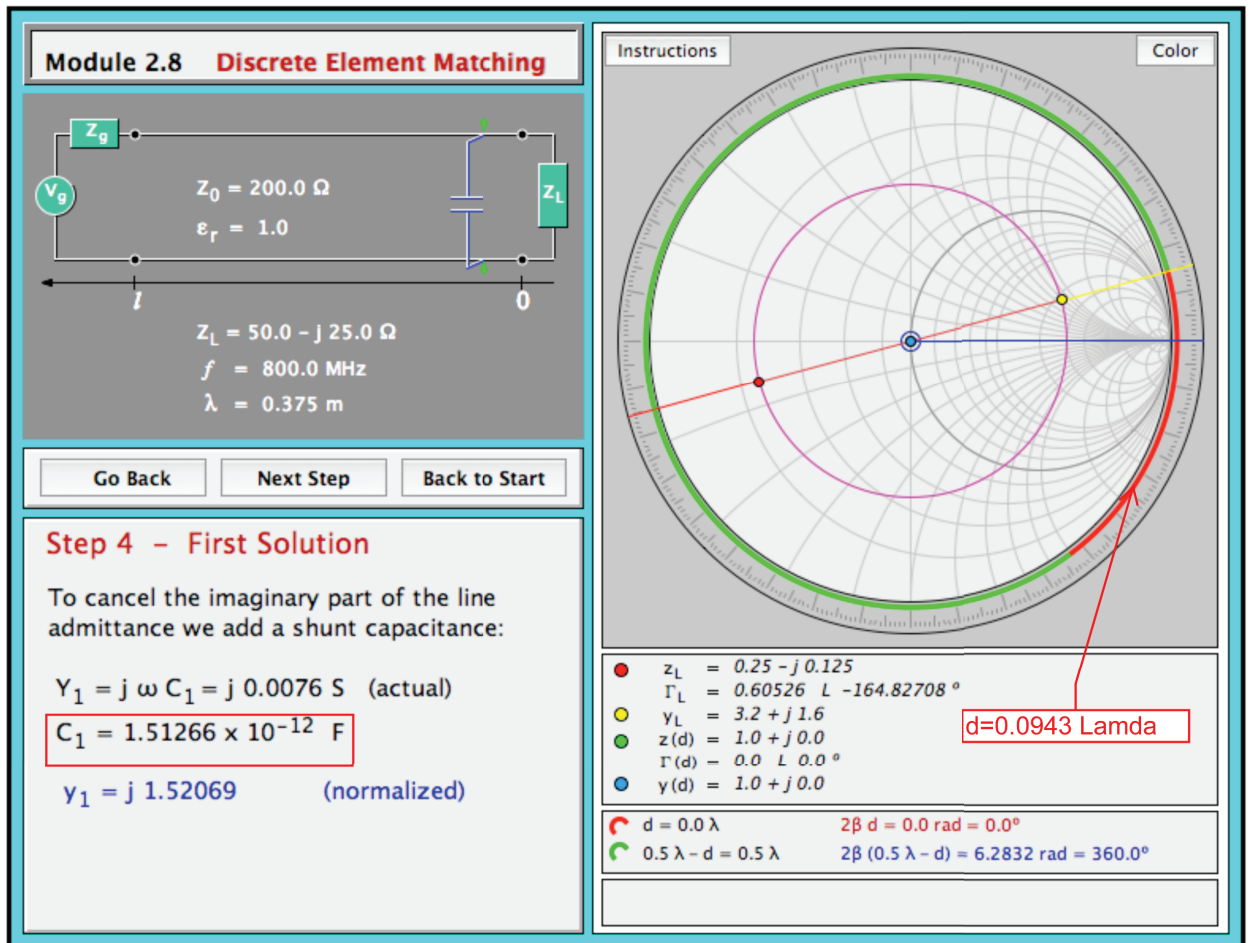 Module 2.8 Discrete Element Matching
Zg
Vg
Z0 = 200.0 Ω
εr = 1.0
ZL
l
0
ZL = 50.0 – j 25.0 Ω
f = 800.0 MHz
λ = 0.375 m
Go Back
Next Step
Back to Start
Step 4 – First Solution
To cancel the imaginary part of the line
admittance we add a shunt capacitance:
Y1 = j ω C1 = j 0.0076 S (actual)
C1 = 1.51266 x 10⁻¹² F
y1 = j 1.52069 (normalized)
Instructions
Color
zL = 0.25 – j 0.125
ΓL = 0.60526 L –164.82708 º
yL = 3.2 + j 1.6
z(d) = 1.0 + j 0.0
Γ(d) = 0.0 L 0.0 º
y(d) = 1.0 + j 0.0
d=0.0943 Lamda
d = 0.0 λ 2β d = 0.0 rad = 0.0º
0.5 λ – d = 0.5 λ 2β (0.5 λ – d) = 6.2832 rad = 360.0º